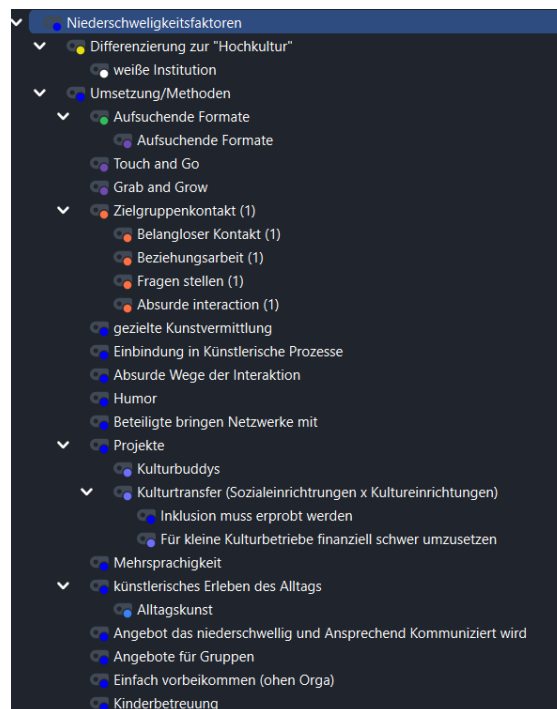 Niederschweligkeitsfaktoren
Differenzierung zur "Hochkultur"
weiße Institution
Umsetzung/Methoden
Aufsuchende Formate
Aufsuchende Formate
Touch and Go
Grab and Grow
Zielgruppenkontakt (1)
Belangloser Kontakt (1)
Beziehungsarbeit (1)
Fragen stellen (1)
Absurde interaction (1)
gezielte Kunstvermittlung
Einbindung in Künstlerische Prozesse
Absurde Wege der Interaktion
Humor
Beteiligte bringen Netzwerke mit
Projekte
Kulturbuddys
Kulturtransfer (Sozialeinrichtrungen x Kultureinrichtungen)
Inklusion muss erprobt werden
Für kleine Kulturbetriebe finanziell schwer umzusetzen
Mehrsprachigkeit
künstlerisches Erleben des Alltags
Alltagskunst
Angebot das niederschwellig und Ansprechend Kommuniziert wird
Angebote für Gruppen
Einfach vorbeikommen (ohen Orga)
Kinderbetreuung